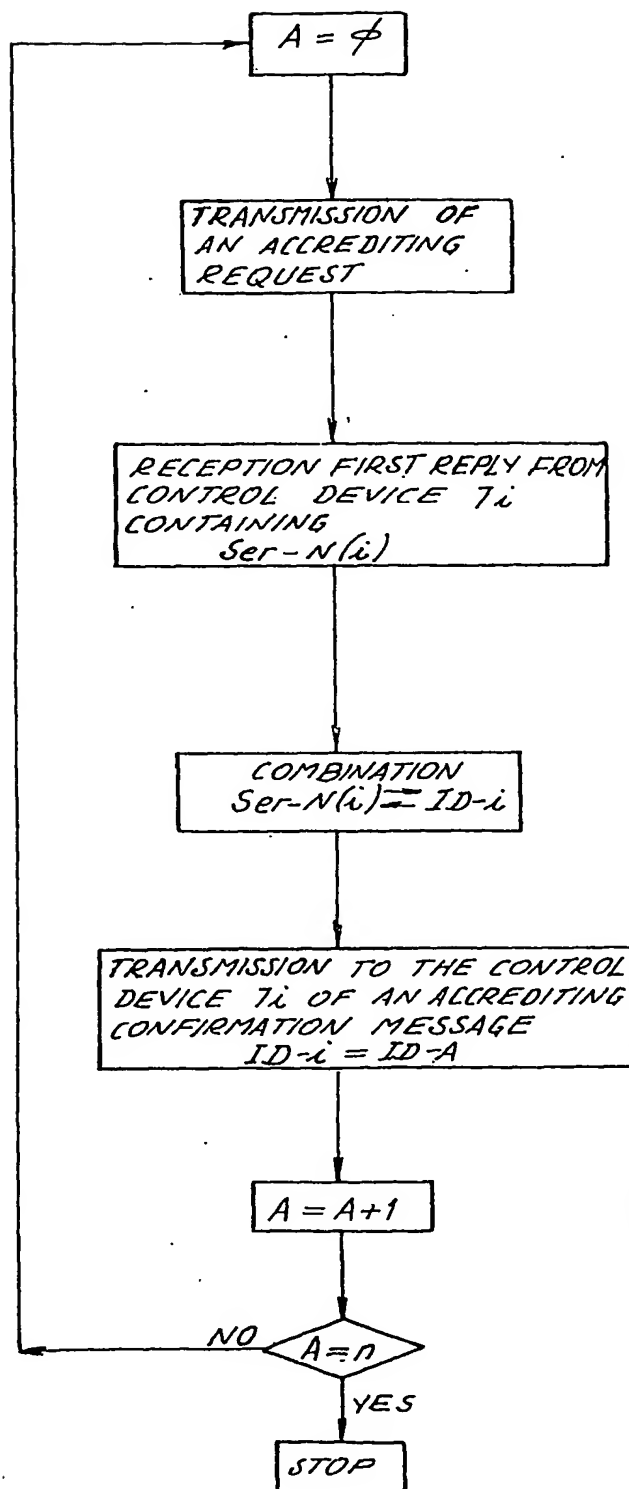 A = ϕ
TRANSMISSION OF
AN ACCREDITING
REQUEST
RECEPTION FIRST REPLY FROM
CONTROL DEVICE 7i
CONTAINING
Ser-N(i)
COMBINATION
Ser-N(i) ⇄ ID-i
TRANSMISSION TO THE CONTROL
DEVICE 7i OF AN ACCREDITING
CONFIRMATION MESSAGE
ID-i = ID-A
A = A+1
NO
A=n
YES
STOP